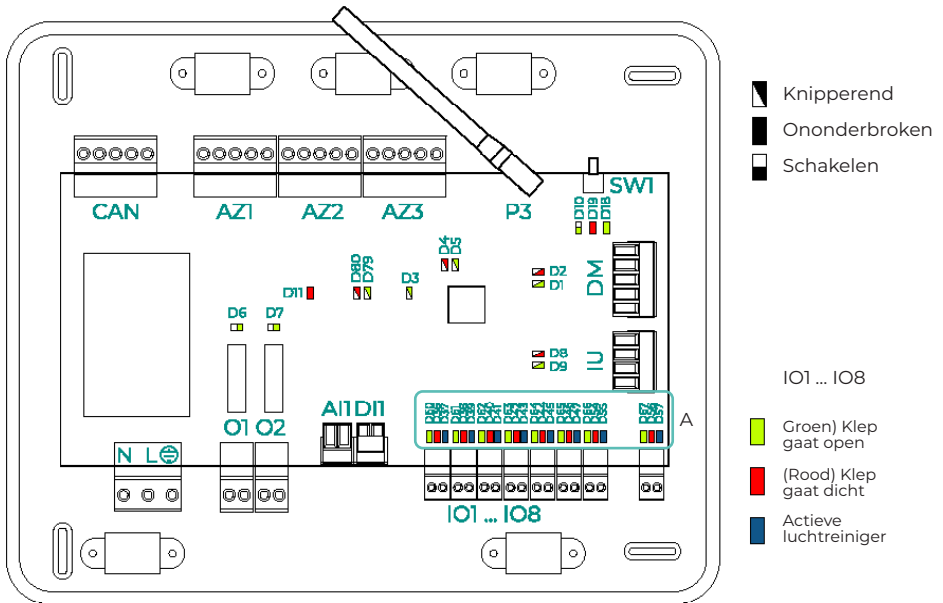 Knipperend
Ononderbroken
Schakelen
SW1
CAN
AZ1
AZ2
AZ3
P3
D10
D19
D18
D4
D5
D2
D1
DM
D80
D79
D3
D11
D6
D7
D8
D9
IU
IO1 ... IO8
A
AI1
DI1
O1
O2
N
L
Groen) Klep
gaat open
(Rood) Klep
gaat dicht
Actieve
luchtreiniger
IO1 ... IO8